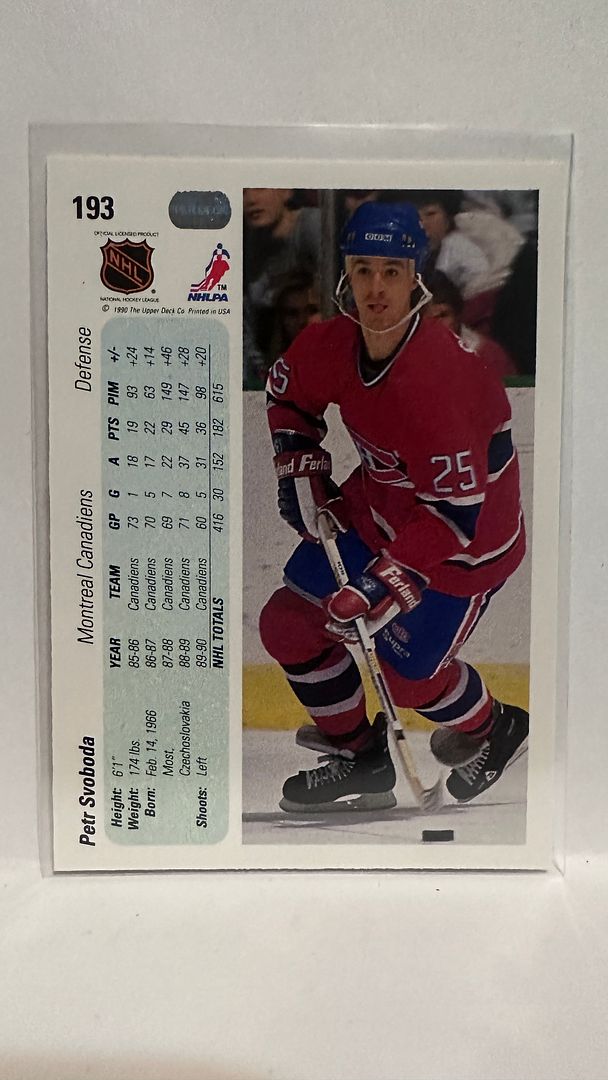 193
OFFICIAL LICENSED PRODUCT
NHL
NATIONAL HOCKEY LEAGUE
NHLPA
TM
© 1990 The Upper Deck Co. Printed in USA
Petr Svoboda Montreal Canadiens Defense
Height: 6'1"
Weight: 174 lbs.
Born: Feb. 14, 1966
Most,
Czechoslovakia
Shoots: Left
YEAR TEAM GP G A PTS PIM +/-
85-86 Canadiens 73 1 18 19 93 +24
86-87 Canadiens 70 5 17 22 63 +14
87-88 Canadiens 69 7 22 29 149 +46
88-89 Canadiens 71 8 37 45 147 +28
89-90 Canadiens 60 5 31 36 98 +20
NHL TOTALS 416 30 152 182 615
CCM
25
25
Ferland
Ferland
Supra